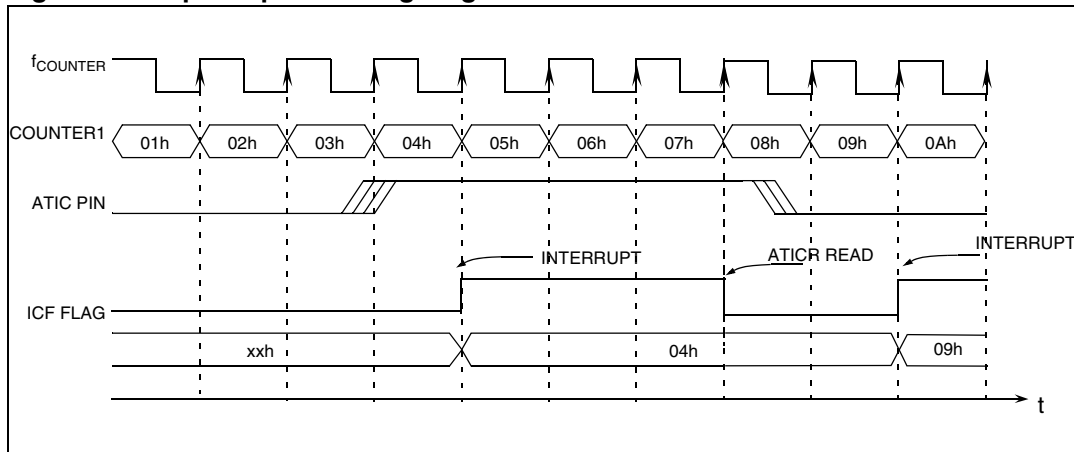 fCOUNTER
COUNTER1 01h 02h 03h 04h 05h 06h 07h 08h 09h 0Ah
ATIC PIN
INTERRUPT ATICR READ INTERRUPT
ICF FLAG
xxh 04h 09h
t